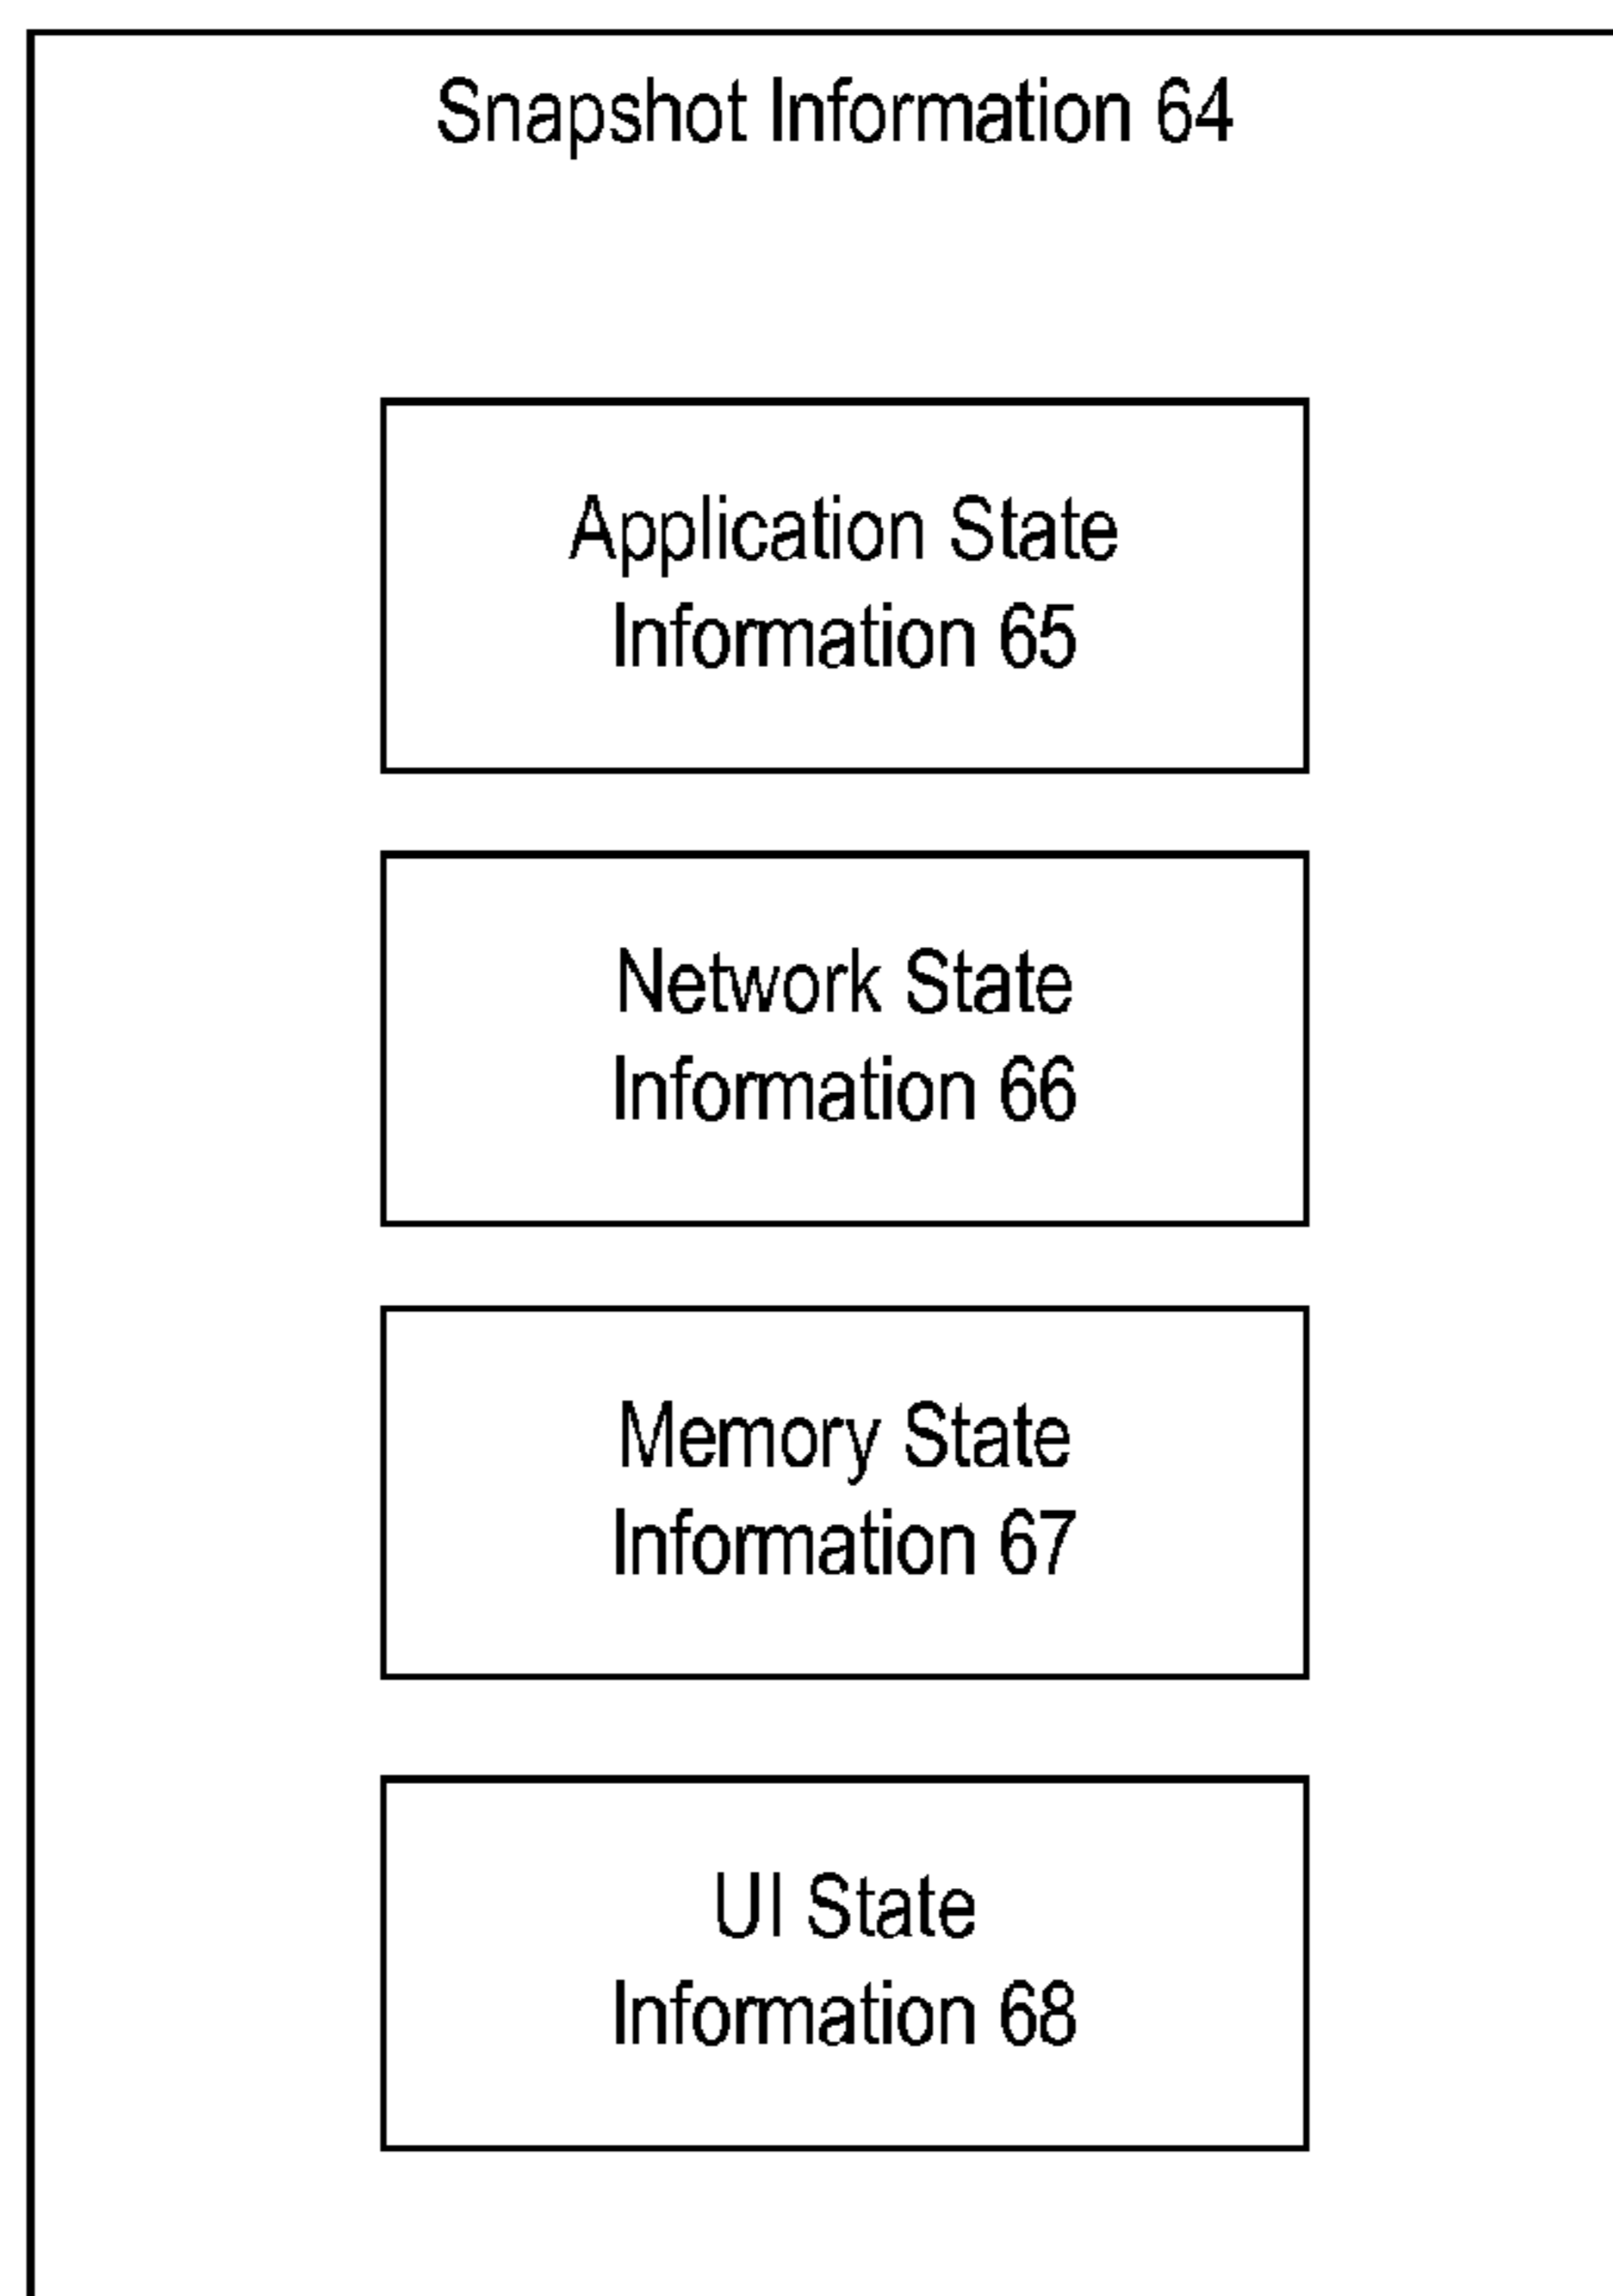 Snapshot Information 64
Application State
Information 65
Network State
Information 66
Memory State
Information 67
UI State
Information 68